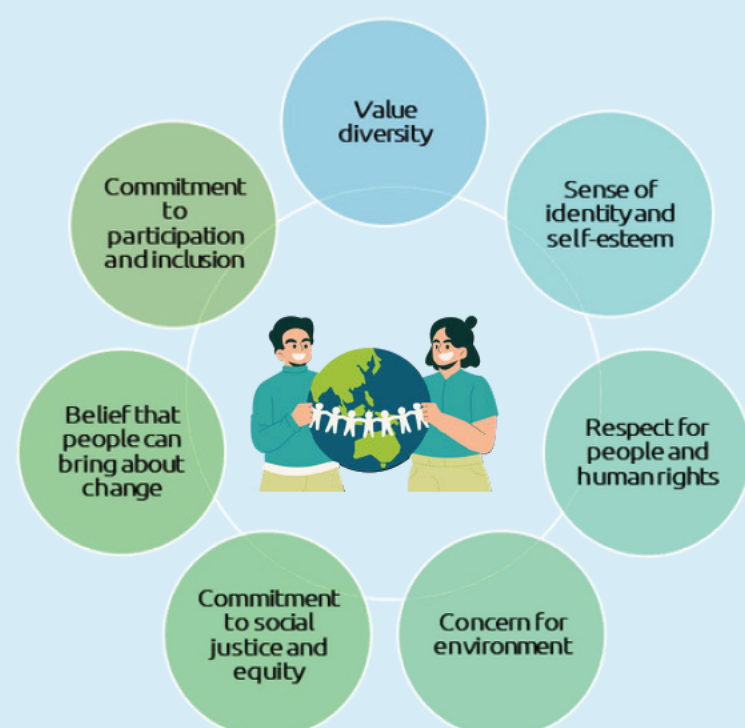 Value
diversity
Sense of
identity and
self-esteem
Respect for
people and
human rights
Concern for
environment
Commitment
to social
justice and
equity
Belief that
people can
bring about
change
Commitment
to
participation
and inclusion